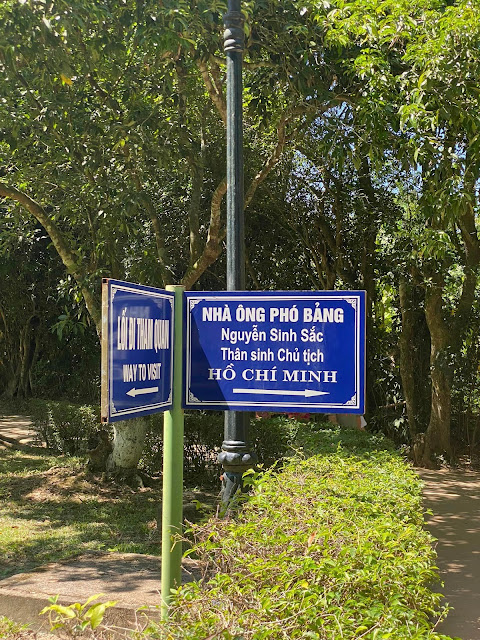 LỐI ĐI THAM QUAN
WAY TO VISIT
NHÀ ÔNG PHÓ BẢNG
Nguyễn Sinh Sắc
Thân sinh Chủ tịch
HỒ CHÍ MINH